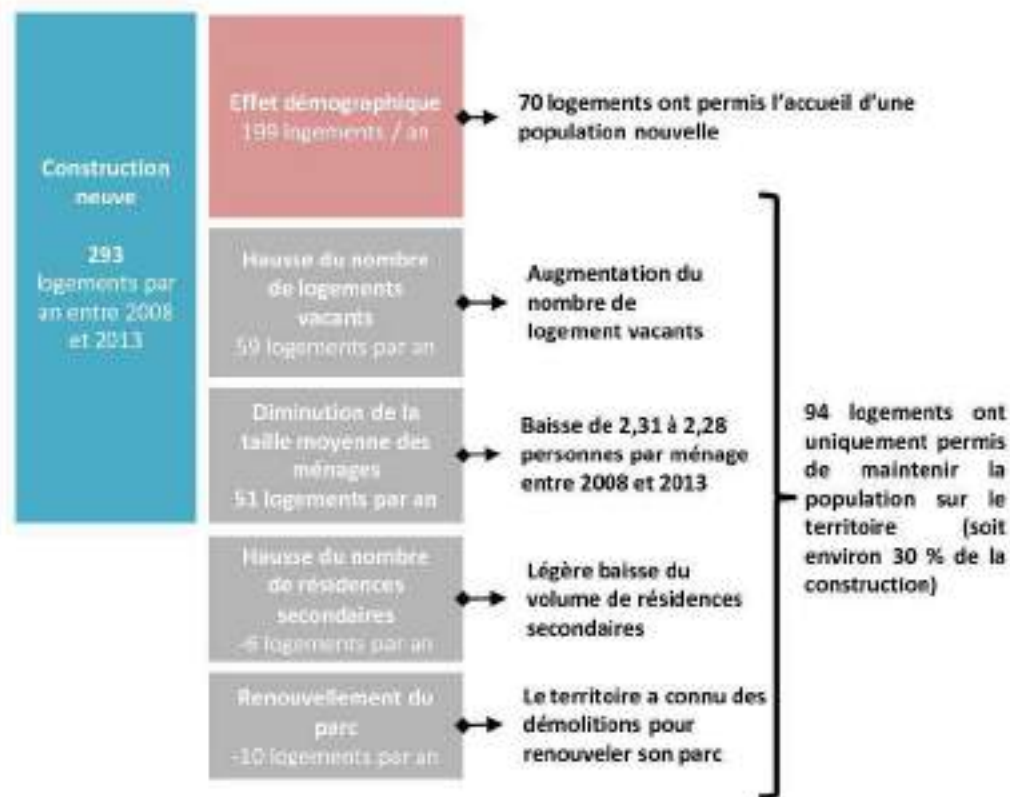 Construction
neuve
293
logements par
an entre 2008
et 2013
Effet démographique
199 logements / an
70 logements ont permis l'accueil d'une
population nouvelle
Hausse du nombre
de logements
vacants
59 logements par an
Augmentation du
nombre de
logement vacants
Diminution de la
taille moyenne des
ménages
51 logements par an
Baisse de 2,31 à 2,28
personnes par ménage
entre 2008 et 2013
Hausse du nombre
de résidences
secondaires
-6 logements par an
Légère baisse du
volume de résidences
secondaires
Renouvellement du
parc
-10 logements par an
Le territoire a connu des
démolitions pour
renouveler son parc
94 logements ont
uniquement permis
de maintenir la
population sur le
territoire (soit
environ 30 % de la
construction)